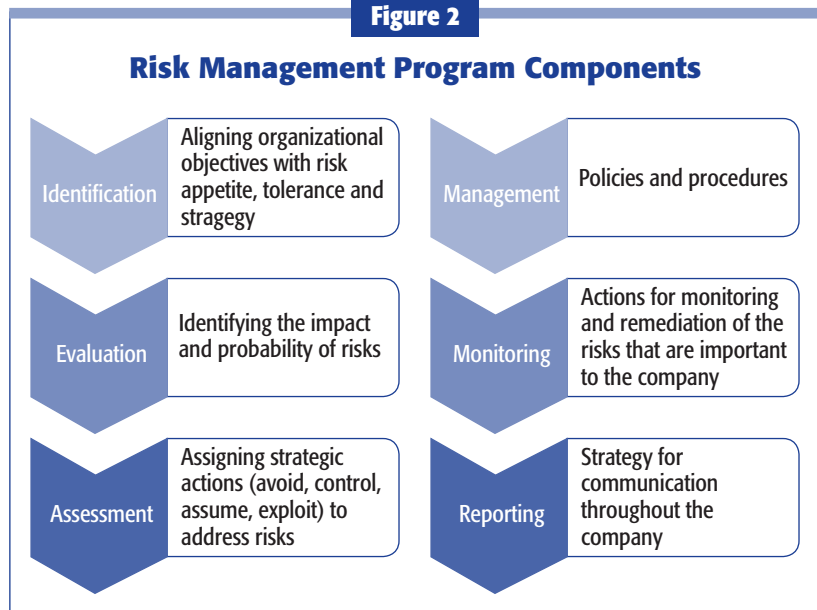 Figure 2
Risk Management Program Components
Identification
Aligning organizational
objectives with risk
appetite, tolerance and
stragegy
Evaluation
Identifying the impact
and probability of risks
Assessment
Assigning strategic
actions (avoid, control,
assume, exploit) to
address risks
Management
Policies and procedures
Monitoring
Actions for monitoring
and remediation of the
risks that are important
to the company
Reporting
Strategy for
communication
throughout the
company